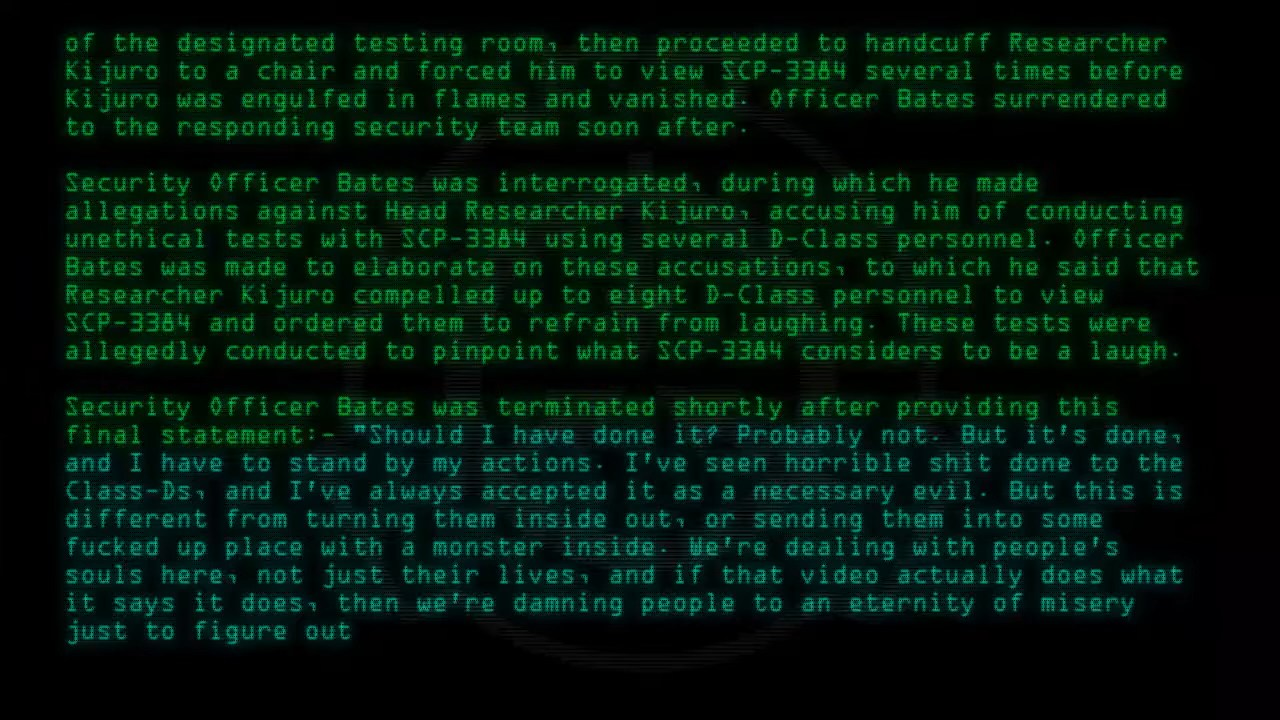 of the designated testing room, then proceeded to handcuff Researcher
Kijuro to a chair and forced him to view SCP-3384 several times before
Kijuro was engulfed in flames and vanished. Officer Bates surrendered
to the responding security team soon after.
Security Officer Bates was interrogated, during which he made
allegations against Head Researcher Kijuro, accusing him of conducting
unethical tests with SCP-3384 using several D-Class personnel. Officer
Bates was made to elaborate on these accusations, to which he said that
Researcher Kijuro compelled up to eight D-Class personnel to view
SCP-3384 and ordered them to refrain from laughing. These tests were
allegedly conducted to pinpoint what SCP-3384 considers to be a laugh.
Security Officer Bates was terminated shortly after providing this
final statement:- "Should I have done it? Probably not. But it's done,
and I have to stand by my actions. I've seen horrible shit done to the
Class-Ds, and I've always accepted it as a necessary evil. But this is
different from turning them inside out, or sending them into some
fucked up place with a monster inside. We're dealing with people's
souls here, not just their lives, and if that video actually does what
it says it does, then we're damning people to an eternity of misery
just to figure out